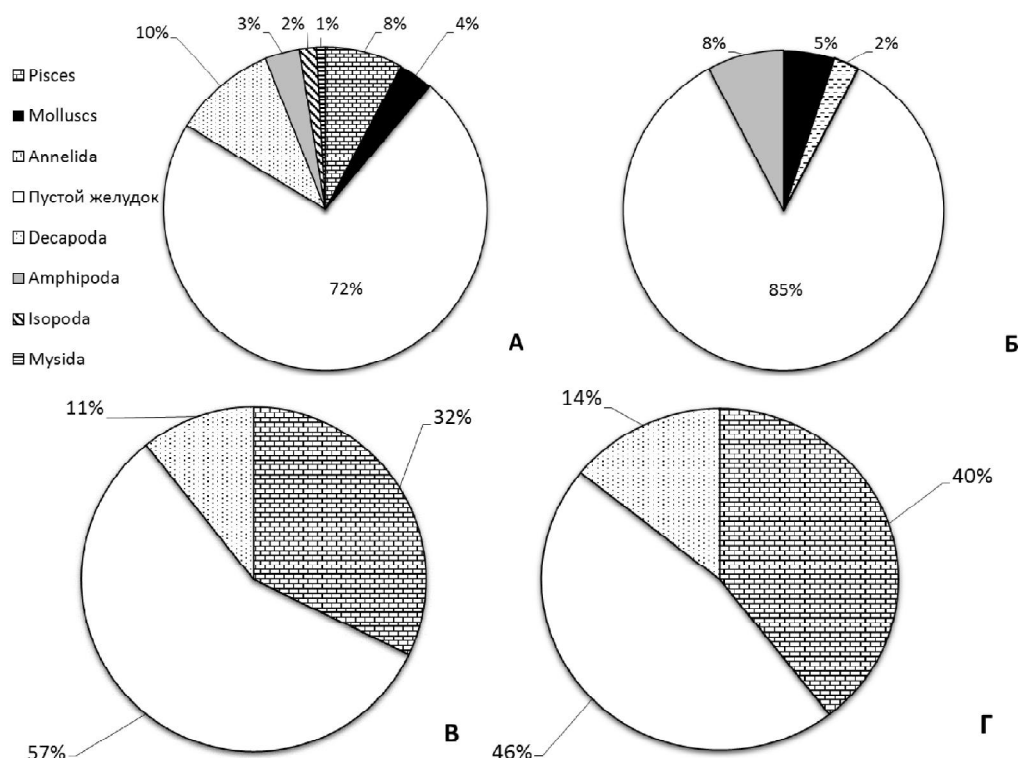 3% 2% 1% 8% 4%
10%
Pisces
Molluscs
Annelida
Пустой желудок
Decapoda
Amphipoda
Isopoda
Mysida
72%
А
8% 5% 2%
85%
Б
11% 32%
57%
В
14%
40%
46%
Г